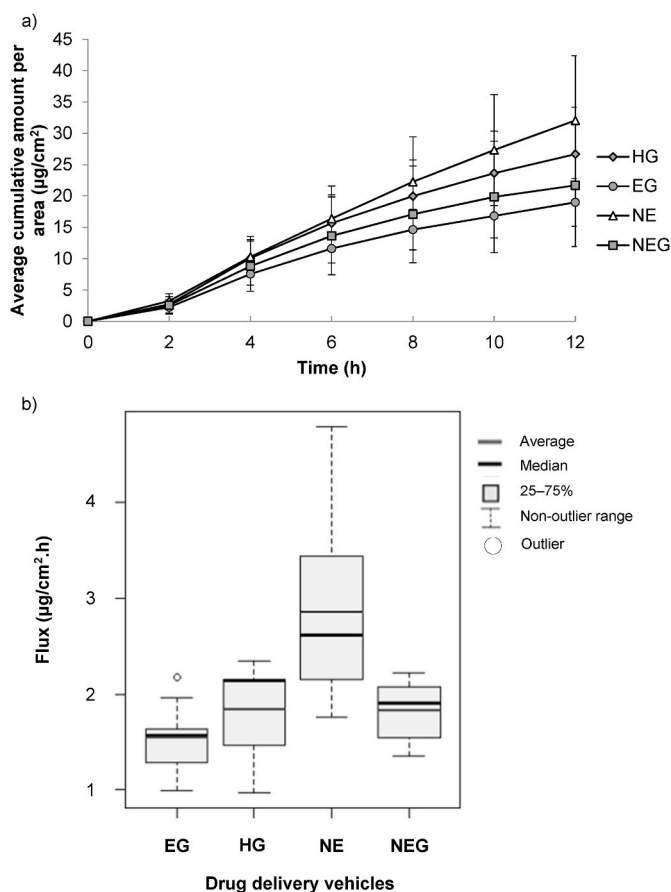 a)
45
40
35
30
25
20
15
10
5
0
Average cumulative amount per
area (µg/cm²)
0 2 4 6 8 10 12
Time (h)
HG
EG
NE
NEG
b)
4
3
2
1
Flux (µg/cm².h)
EG HG NE NEG
Drug delivery vehicles
Average
Median
25–75%
Non-outlier range
Outlier